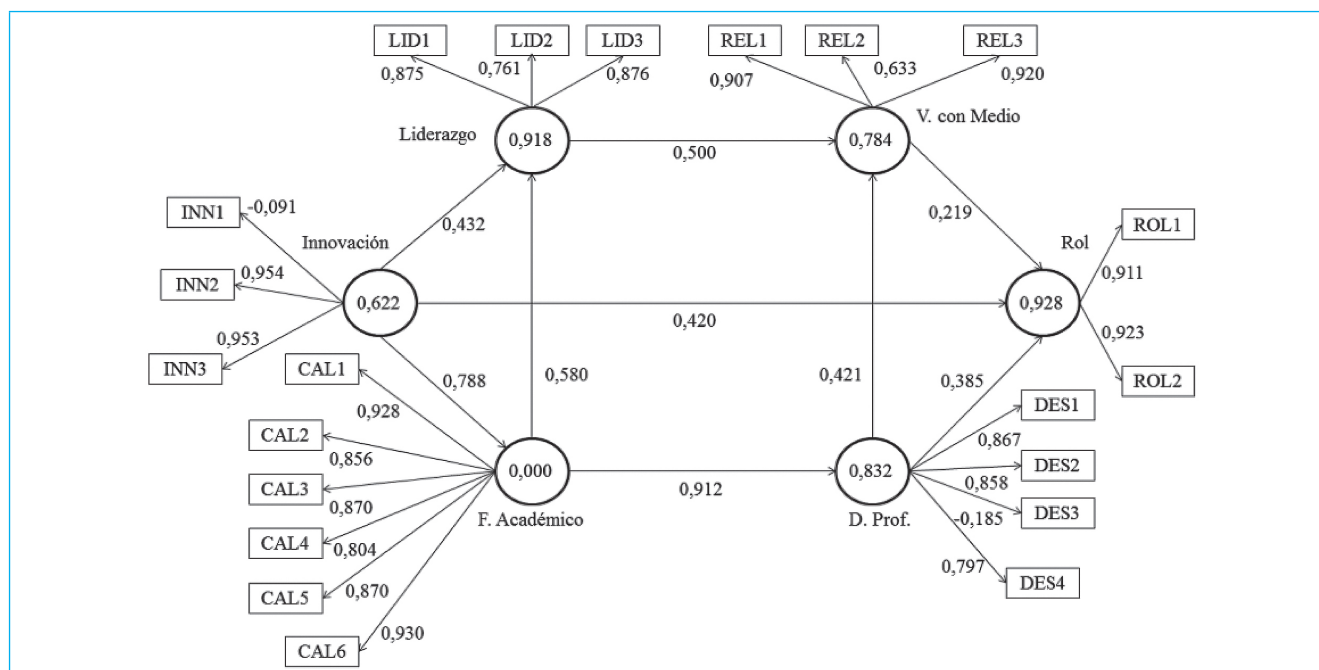 LID1
LID2
LID3
REL1
REL2
REL3
0,875
0,761
0,876
0,907
0,633
0,920
Liderazgo
0,918
0,500
0,784
V. con Medio
INN1
-0,091
INN2
0,954
INN3
0,953
Innovación
0,622
0,432
0,420
0,219
Rol
0,928
ROL1
0,911
0,923
ROL2
CAL1
0,928
CAL2
0,856
CAL3
0,870
CAL4
0,804
CAL5
0,870
CAL6
0,930
0,788
0,580
0,421
0,385
0,000
F. Académico
0,912
0,832
D. Prof.
DES1
0,867
DES2
0,858
DES3
-0,185
0,797
DES4